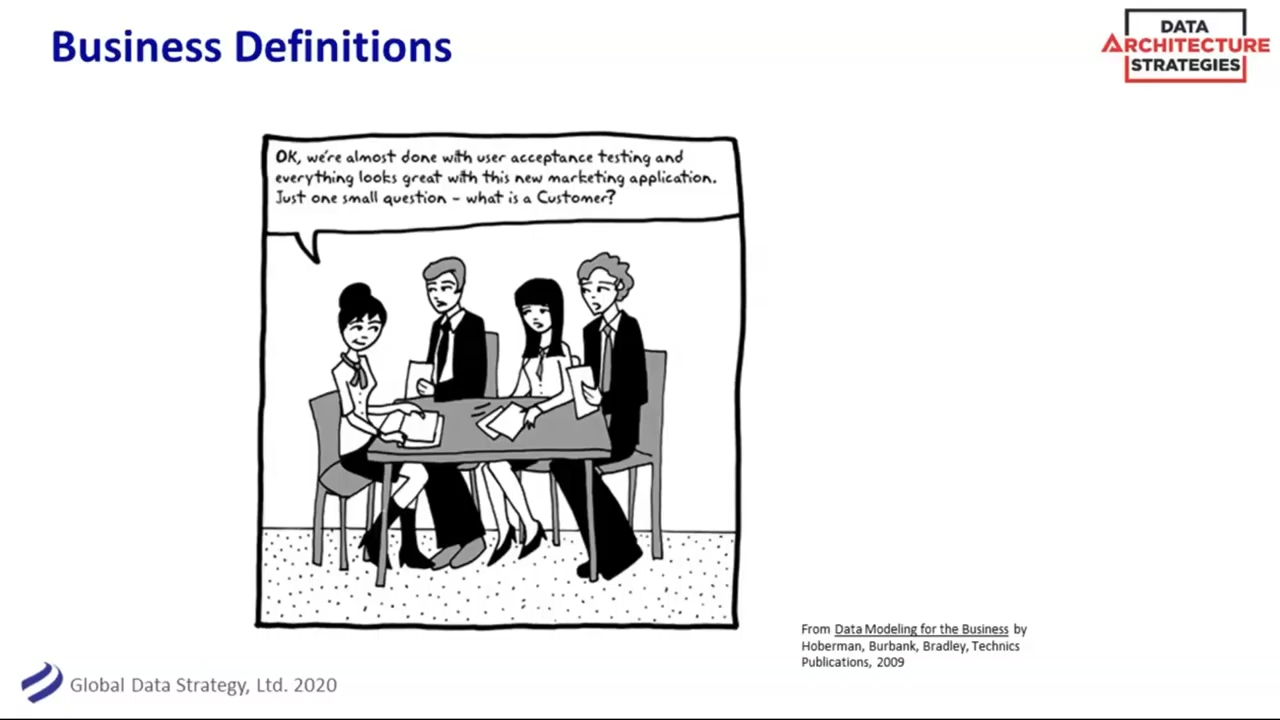 Business Definitions
DATA
ARCHITECTURE
STRATEGIES
OK, we're almost done with user acceptance testing and
everything looks great with this new marketing application.
Just one small question – what is a Customer?
From Data Modeling for the Business by
Hoberman, Burbank, Bradley, Technics
Publications, 2009
Global Data Strategy, Ltd. 2020